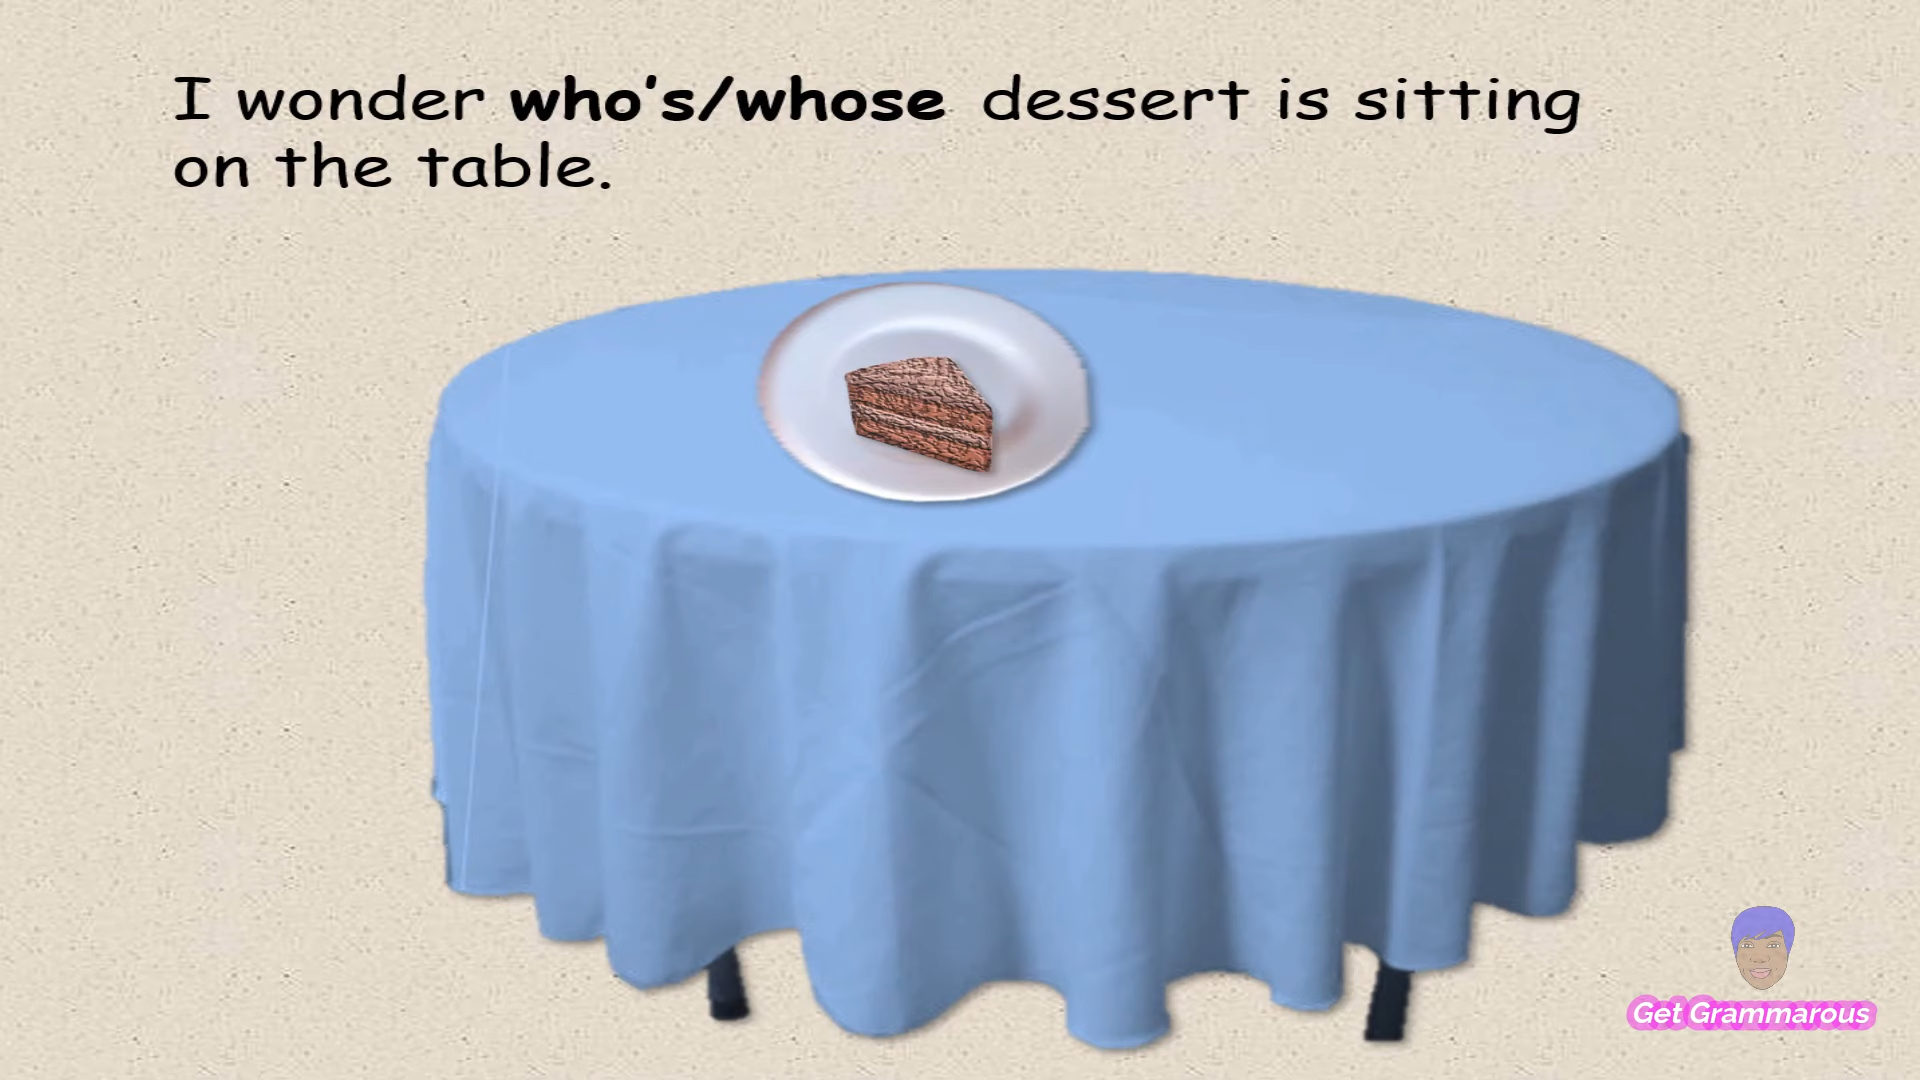 I wonder who's/whose dessert is sitting
on the table.
Get Grammarous